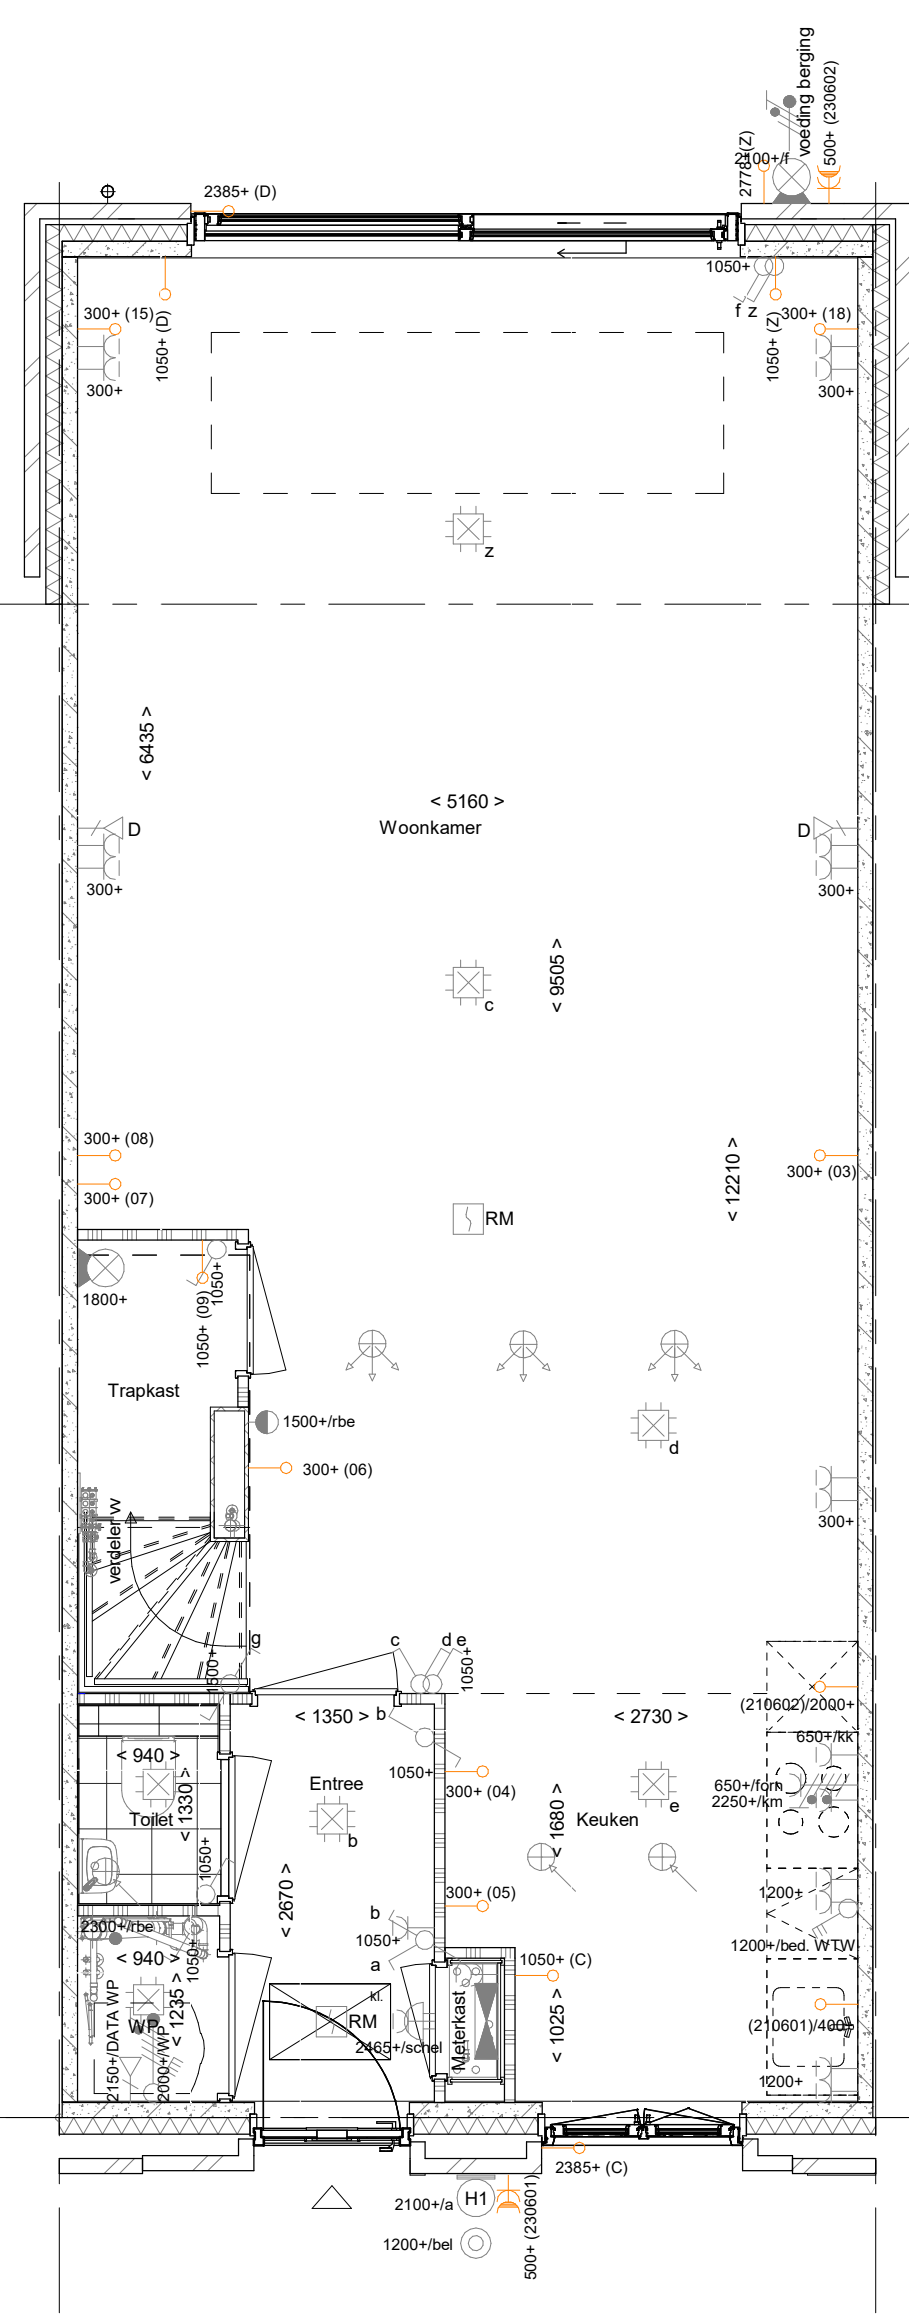 voeding berging
500+ (230602)
2100+/f
2778+(Z)
2385+ (D)
1050+
f z
300+ (15)
1050+ (D)
1050+ (Z)
300+ (18)
300+
300+
z
< 6435 >
< 5160 >
Woonkamer
D
D
300+
300+
< 9505 >
c
300+ (08)
300+ (07)
< 12210 >
300+ (03)
RM
1800+
1050+
1050+ (09)
Trapkast
1500+/rbe
d
300+ (06)
300+
verdeler vv
g
c
d e
1500+
1050+
(210602)/2000+
< 1350 >
b
< 2730 >
650+/kk
< 940 >
1050+
300+ (04)
650+/forn
2250+/km
Entree
< 1330 >
Toilet
b
< 1680 >
Keuken
e
1050+
300+ (05)
1200+
< 2670 >
2300+/rbe
b
1050+
1200+/bed. WTW
a
1050+
< 940 >
1050+ (C)
kl.
WP
< 1235 >
RM
2465+/schel
Meterkast
< 1025 >
(210601)/400+
2150+/DATA WP
2000+/WP
1200+
2385+ (C)
2100+/a
H1
500+ (230601)
1200+/bel